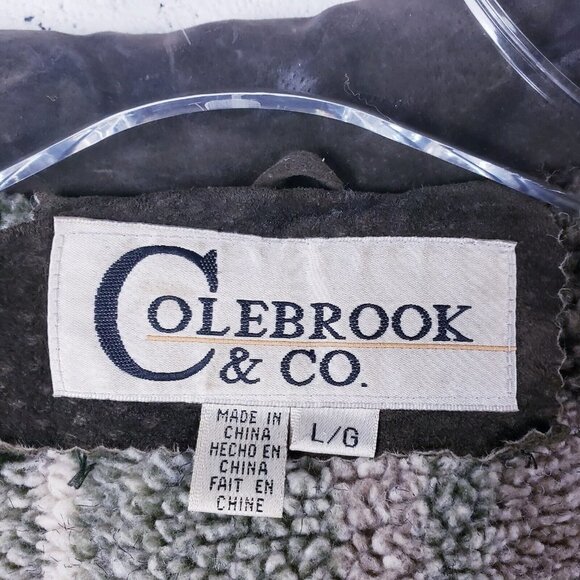 COLEBROOK
& CO.
MADE IN
CHINA
HECHO EN
CHINA
FAIT EN
CHINE
L/G